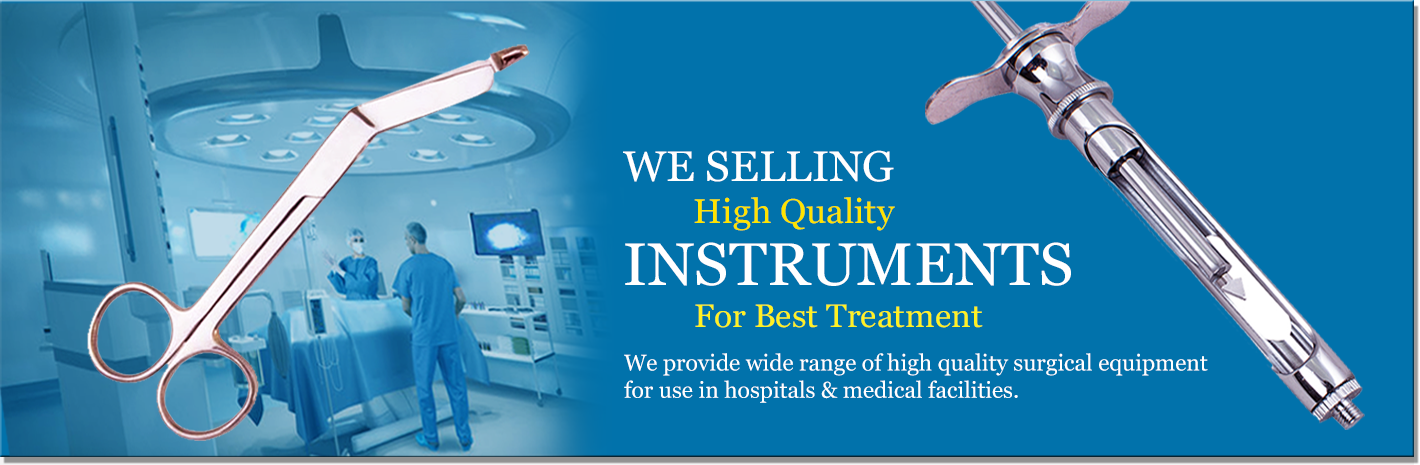 WE SELLING
High Quality
INSTRUMENTS
For Best Treatment
We provide wide range of high quality surgical equipment
for use in hospitals & medical facilities.